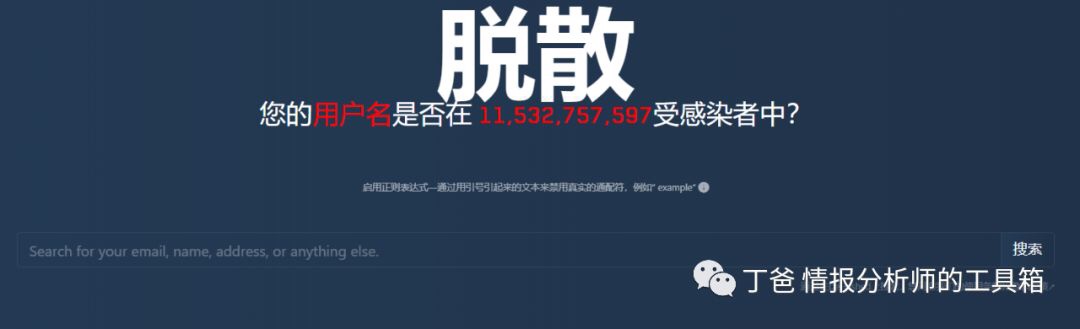 脱散
您的用户名是否在 11,532,757,597受感染者中?
启用正则表达式—通过用引号引起来的文本来禁用真实的通配符，例如“ example”
Search for your email, name, address, or anything else.
搜索
丁爸 情报分析师的工具箱